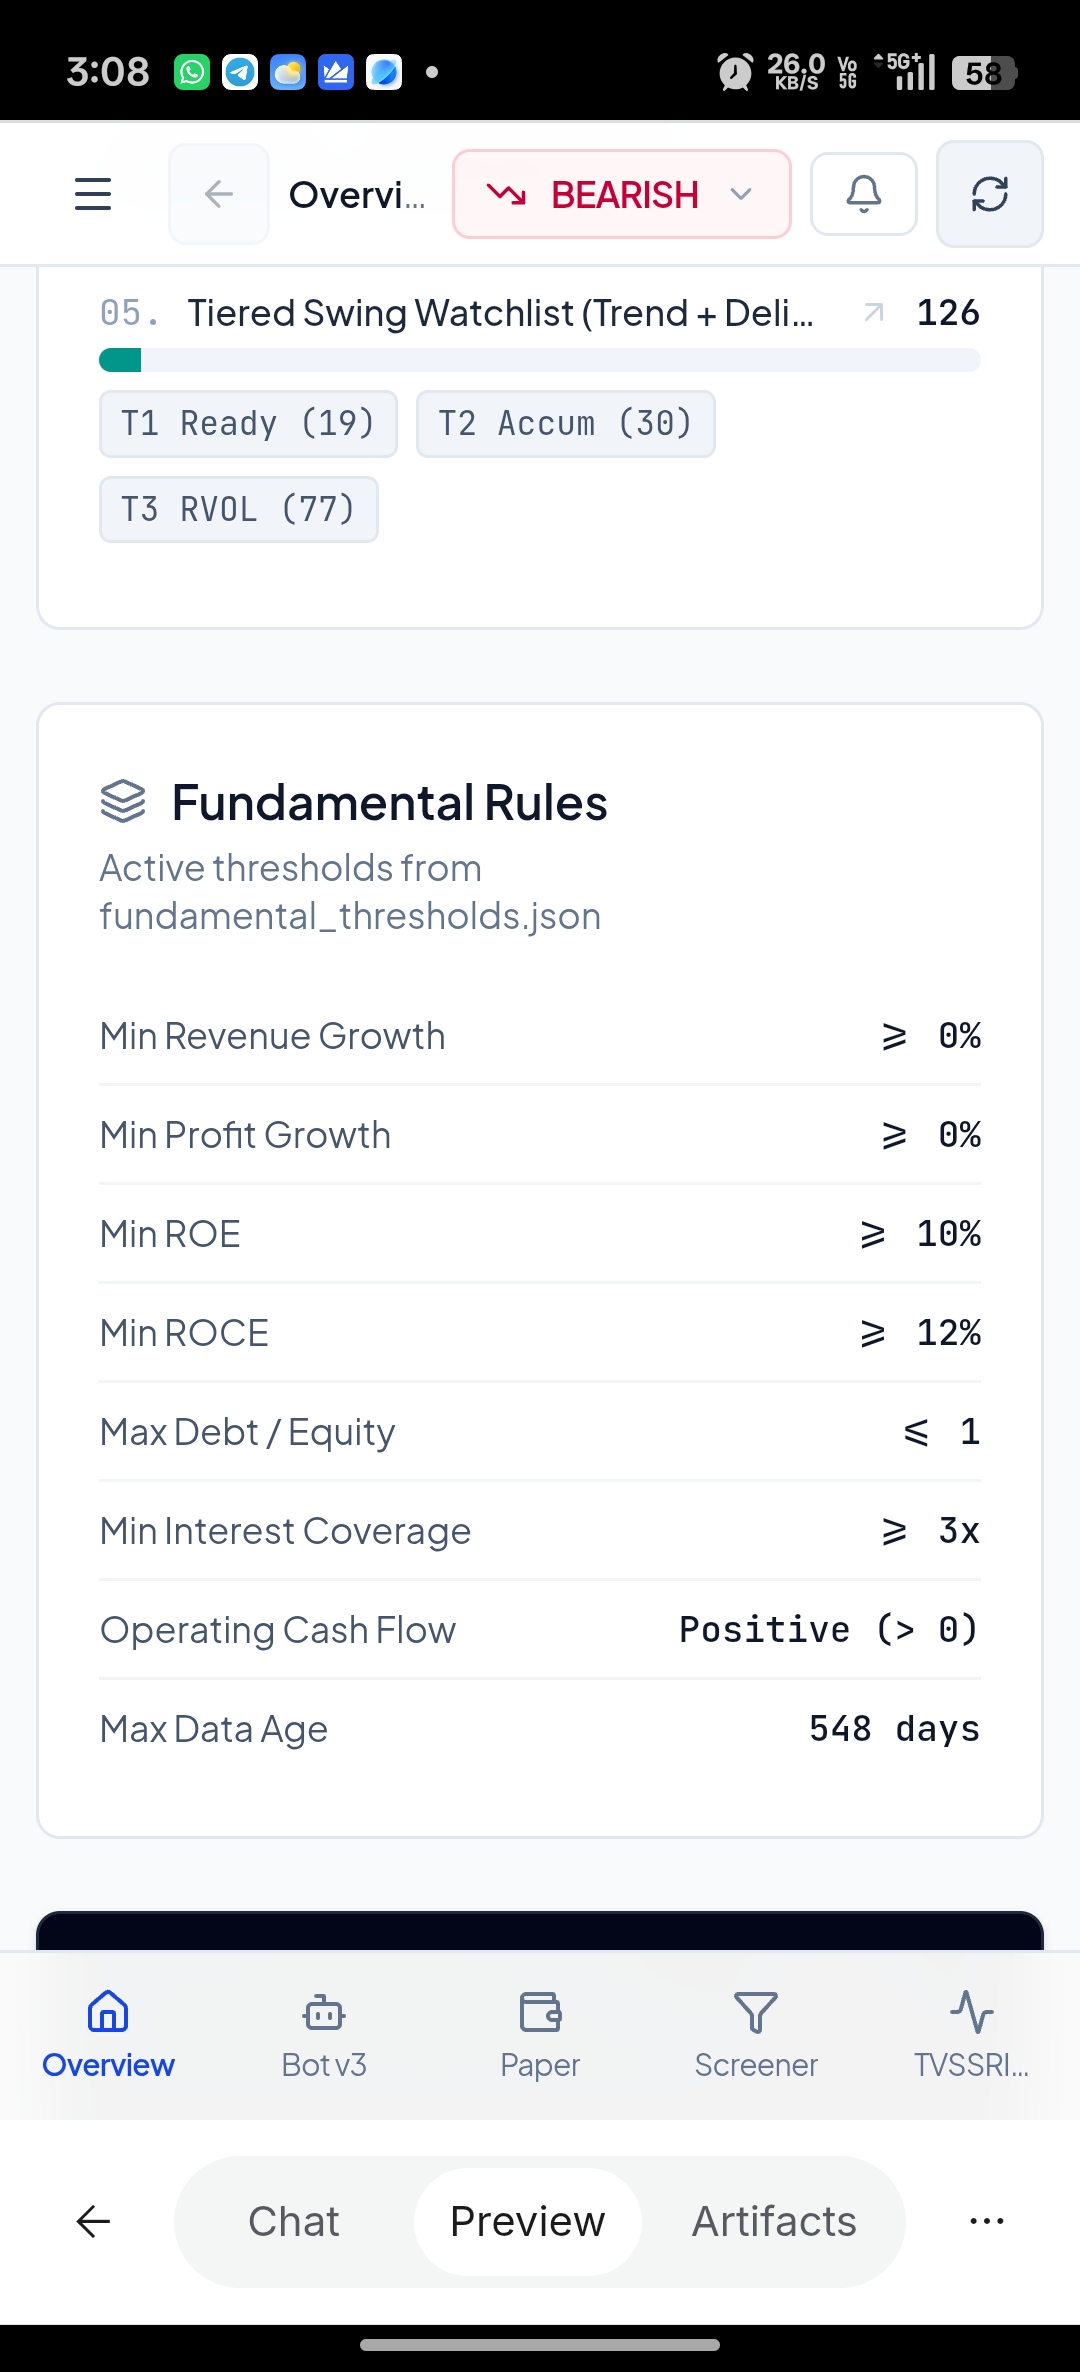 3:08
26.0 KB/S
Vo 5G
5G+
58
Overvi...
BEARISH
05. Tiered Swing Watchlist (Trend + Deli... 126
T1 Ready (19)
T2 Accum (30)
T3 RVOL (77)
Fundamental Rules
Active thresholds from
fundamental_thresholds.json
Min Revenue Growth ⩾ 0%
Min Profit Growth ⩾ 0%
Min ROE ⩾ 10%
Min ROCE ⩾ 12%
Max Debt / Equity ⩽ 1
Min Interest Coverage ⩾ 3x
Operating Cash Flow Positive (> 0)
Max Data Age 548 days
Overview
Bot v3
Paper
Screener
TVSSRI...
Chat
Preview
Artifacts